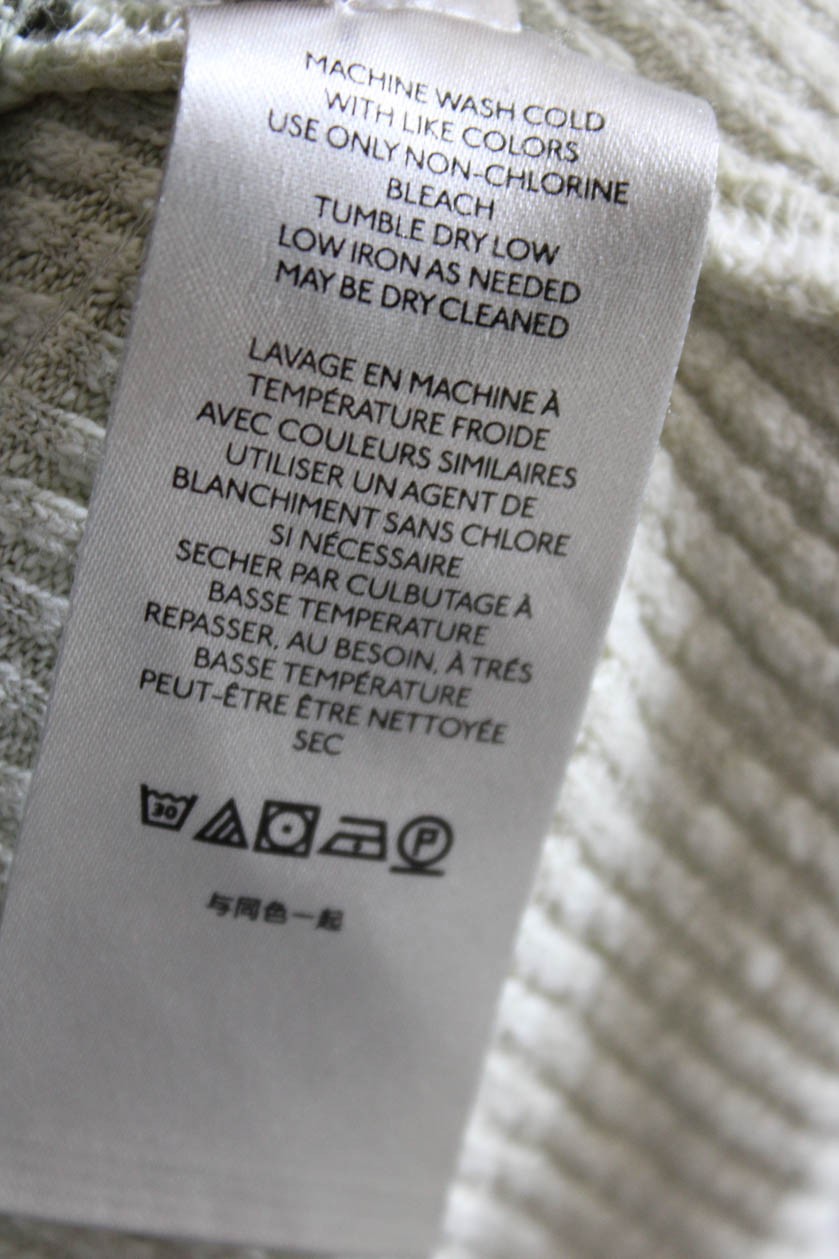 MACHINE WASH COLD
WITH LIKE COLORS
USE ONLY NON-CHLORINE
BLEACH
TUMBLE DRY LOW
LOW IRON AS NEEDED
MAY BE DRY CLEANED
LAVAGE EN MACHINE À
TEMPÉRATURE FROIDE
AVEC COULEURS SIMILAIRES
UTILISER UN AGENT DE
BLANCHIMENT SANS CHLORE
SI NÉCESSAIRE
SECHER PAR CULBUTAGE À
BASSE TEMPERATURE
REPASSER, AU BESOIN, À TRÉS
BASSE TEMPÉRATURE
PEUT-ÊTRE ÊTRE NETTOYÉE
SEC
30 P
与同色一起